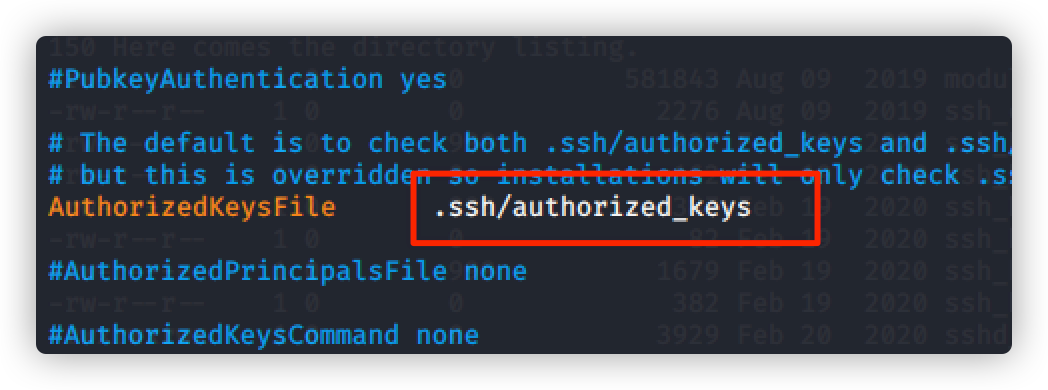 150 Here comes the directory listing.
#PubkeyAuthentication yes 0 581843 Aug 09 2019 modu
-rw-r--r-- 1 0 0 2276 Aug 09 2019 ssh_
# The default is to check both .ssh/authorized_keys and .ssh/
# but this is overridden so installations will only check .ss
AuthorizedKeysFile .ssh/authorized_keys
-rw-r--r-- 1 0 0 82 Feb 19 2020 ssh_
#AuthorizedPrincipalsFile none 1679 Feb 19 2020 ssh_
-rw-r--r-- 1 0 0 382 Feb 19 2020 ssh_
#AuthorizedKeysCommand none 3929 Feb 20 2020 sshd